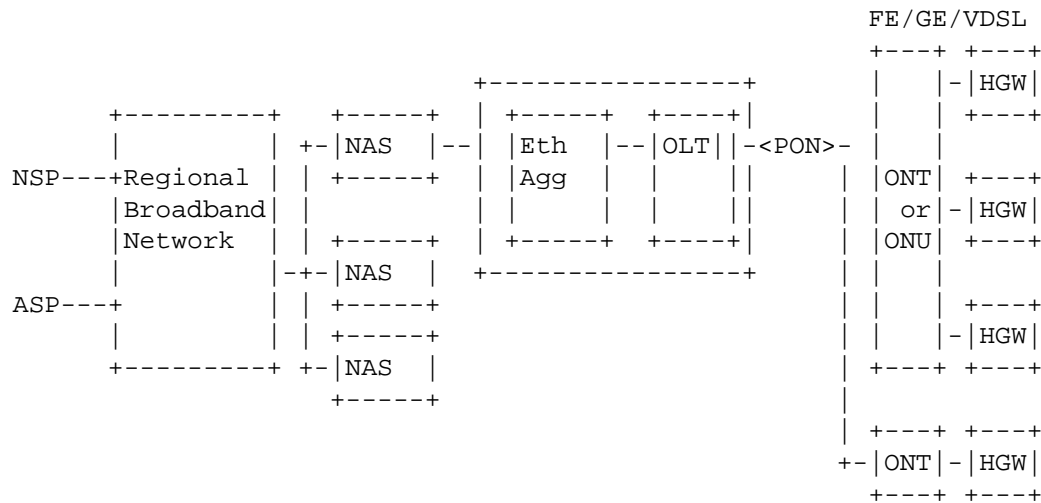 FE/GE/VDSL
HGW
NAS Eth OLT <PON>
NSP Regional Agg ONT
Broadband or HGW
Network ONU
NAS
ASP
HGW
NAS
ONT HGW